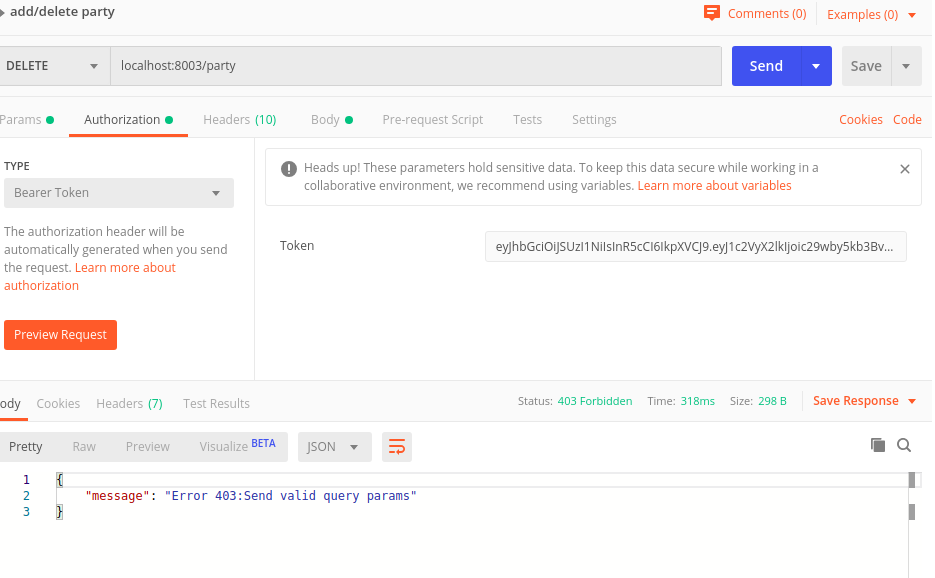 add/delete party
Comments (0)
Examples (0)
DELETE
localhost:8003/party
Send
Save
Params
Authorization
Headers (10)
Body
Pre-request Script
Tests
Settings
Cookies
Code
TYPE
Bearer Token
The authorization header will be
automatically generated when you send
the request. Learn more about
authorization
Preview Request
Heads up! These parameters hold sensitive data. To keep this data secure while working in a
collaborative environment, we recommend using variables. Learn more about variables
Token
eyJhbGciOiJSUzI1NiIsInR5cCI6IkpXVCJ9.eyJ1c2VyX2lkIjoic29wby5kb3Bv...
ody
Cookies
Headers (7)
Test Results
Status: 403 Forbidden
Time: 318ms
Size: 298 B
Save Response
Pretty
Raw
Preview
Visualize BETA
JSON
1 {
2 "message": "Error 403:Send valid query params"
3 }